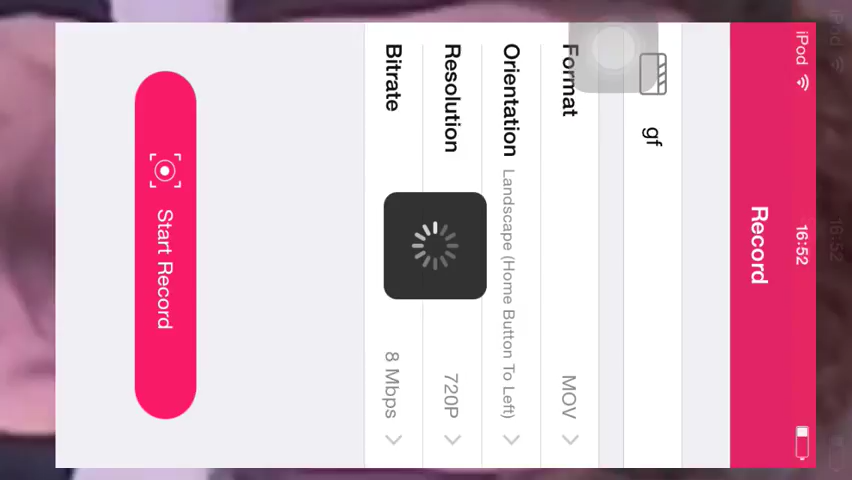 iPod 16:52
Record
gf
Format MOV
Orientation Landscape (Home Button To Left)
Resolution 720P
Bitrate 8 Mbps
Start Record